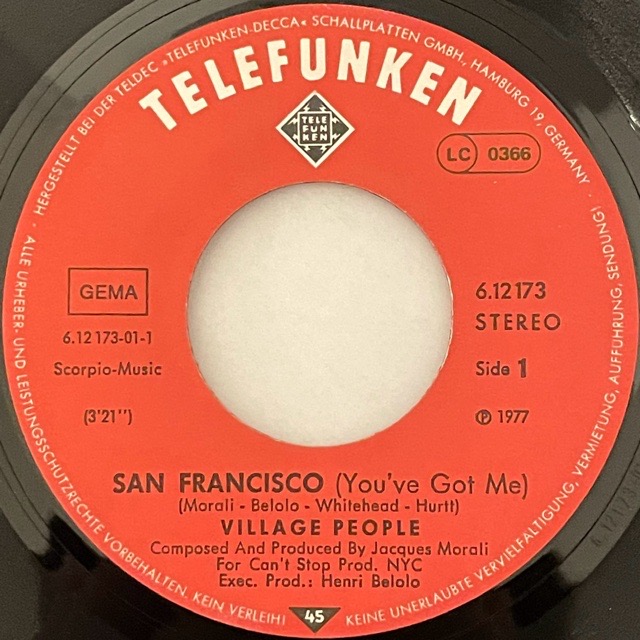 HERGESTELLT BEI DER TELDEC »TELEFUNKEN-DECCA« SCHALLPLATTEN GMBH., HAMBURG 19, GERMANY
TELEFUNKEN
TELE
FUN
KEN
LC 0366
GEMA
6.12 173-01-1
Scorpio-Music
(3'21'')
6.12173
STEREO
Side 1
℗ 1977
SAN FRANCISCO (You've Got Me)
(Morali - Belolo - Whitehead - Hurtt)
VILLAGE PEOPLE
Composed And Produced By Jacques Morali
For Can't Stop Prod. NYC
Exec. Prod.: Henri Belolo
45
ALLE URHEBER- UND LEISTUNGSSCHUTZRECHTE VORBEHALTEN. KEIN VERLEIH! KEINE UNERLAUBTE VERVIELFÄLTIGUNG, VERMIETUNG, AUFFÜHRUNG, SENDUNG!